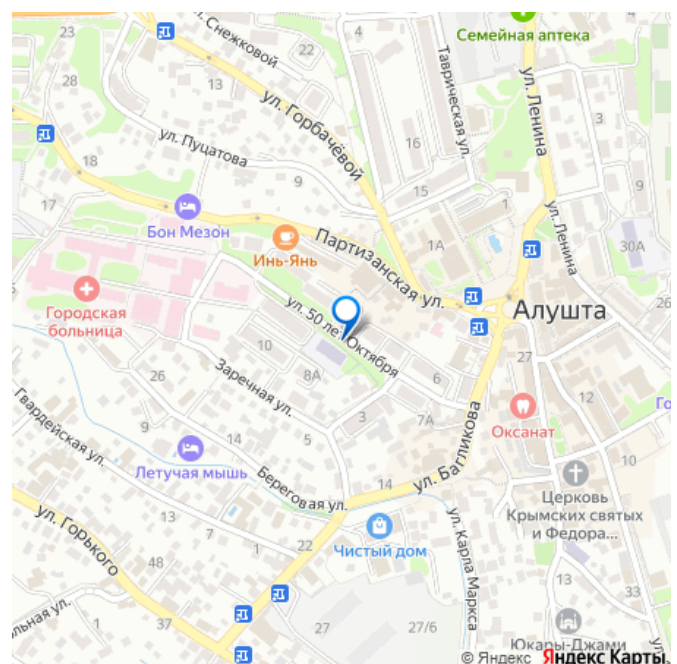 ул. Снежковой
4
Семейная аптека
23
22
28
13
ул. Горбачёвой
Таврическая ул.
ул. Ленина
16
3
ул. Пуцатова
18
9
15
1
17
Бон Мезон
Инь-Янь
Партизанская ул.
1А
ул. Ленина
30А
Городская
больница
ул. 50 лет Октября
Алушта
26
10
8А
6
27
26
Заречная ул.
3
7А
Оксанат
Гвардейская ул.
9
14
5
ул. Багликова
10
Летучая мышь
Береговая ул.
14
Церковь
Крымских святых
и Федора...
ул. Горького
13
7
1
22
Чистый дом
ул. Карла Маркса
48
13
33
1
37
27
27/6
Юкары-Джами
© Яндекс Яндекс Карты